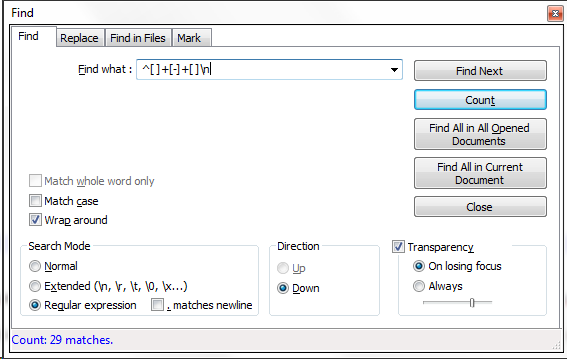 Find
Find Replace Find in Files Mark
Find what : ^[ ]+[-]+[ ]\n
Find Next
Count
Find All in All Opened
Documents
Find All in Current
Document
Close
Match whole word only
Match case
Wrap around
Search Mode
Normal
Extended (\n, \r, \t, \0, \x...)
Regular expression
. matches newline
Direction
Up
Down
Transparency
On losing focus
Always
Count: 29 matches.